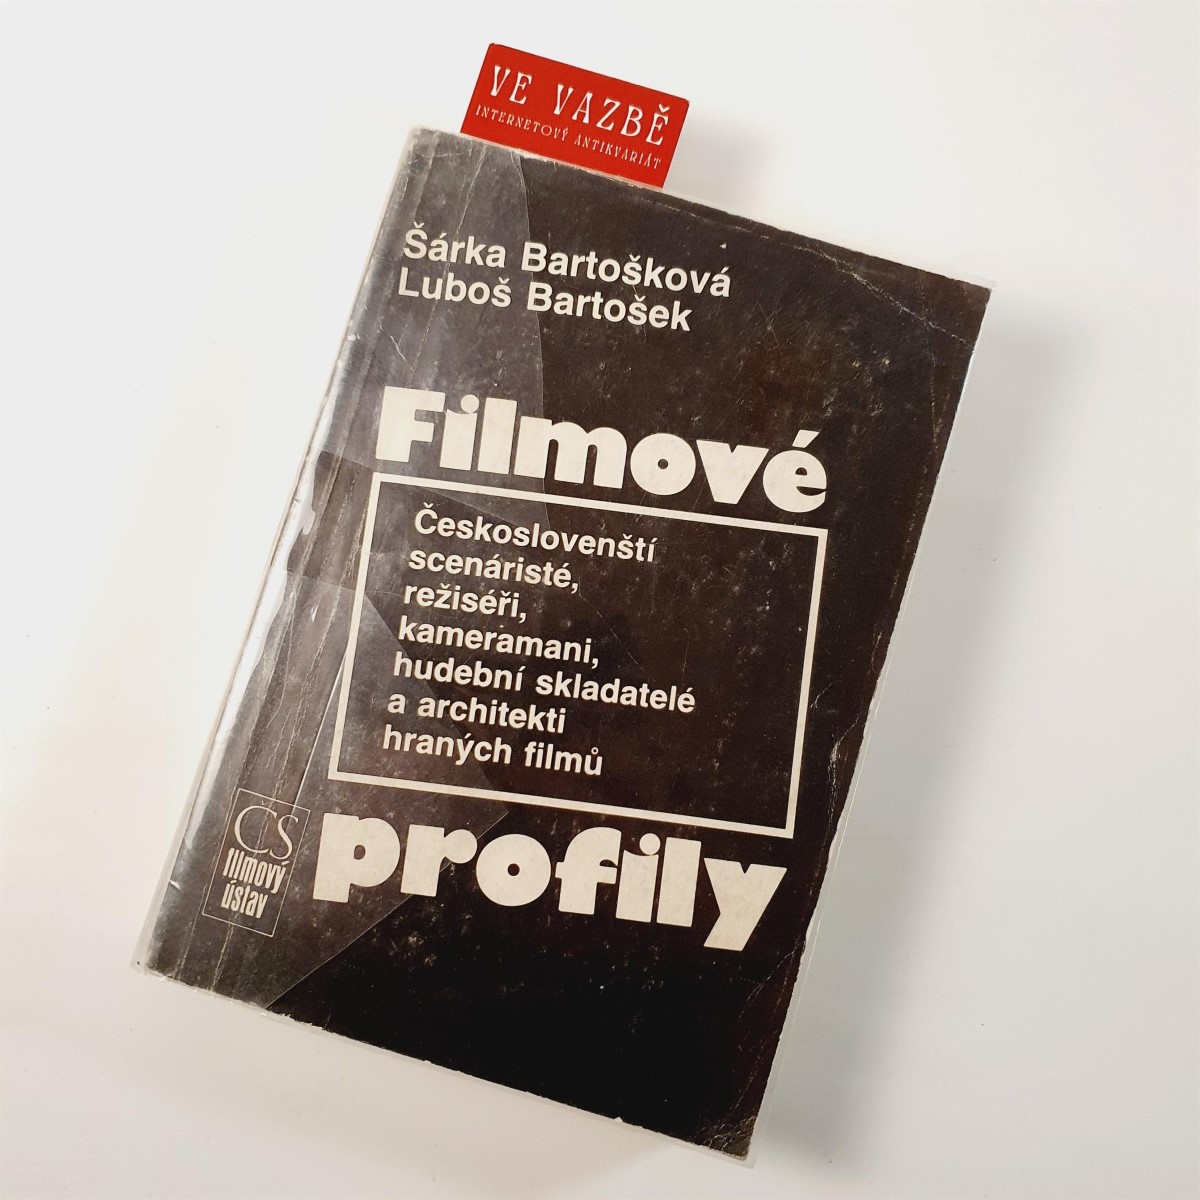 VE VAZBĚ
INTERNETOVÝ ANTIKVARIÁT
Šárka Bartošková
Luboš Bartošek
Filmové
Českoslovenští
scenáristé,
režiséři,
kameramani,
hudební skladatelé
a architekti
hraných filmů
profily
ČS
filmový
ústav